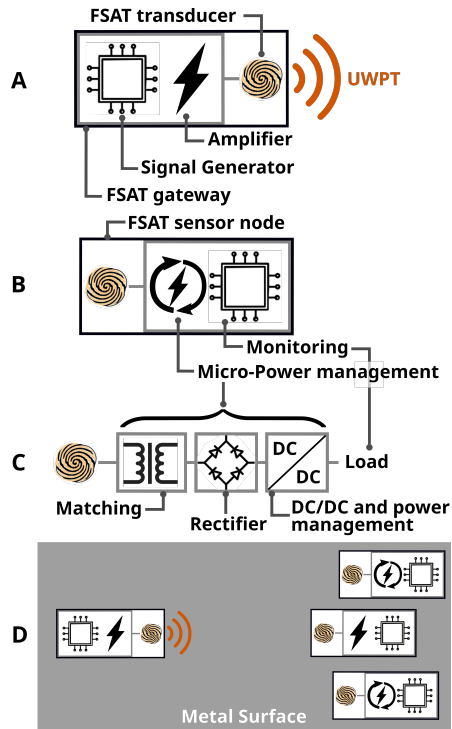 FSAT transducer
A
UWPT
Amplifier
Signal Generator
FSAT gateway
FSAT sensor node
B
Monitoring
Micro-Power management
C
DC
DC
Load
Matching
Rectifier
DC/DC and power
management
D
Metal Surface